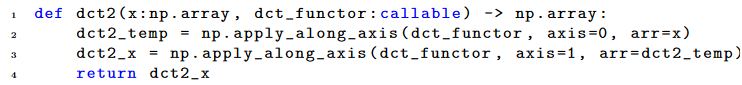 1 def dct2(x:np.array, dct_functor:callable) -> np.array:
2 dct2_temp = np.apply_along_axis(dct_functor, axis=0, arr=x)
3 dct2_x = np.apply_along_axis(dct_functor, axis=1, arr=dct2_temp)
4 return dct2_x